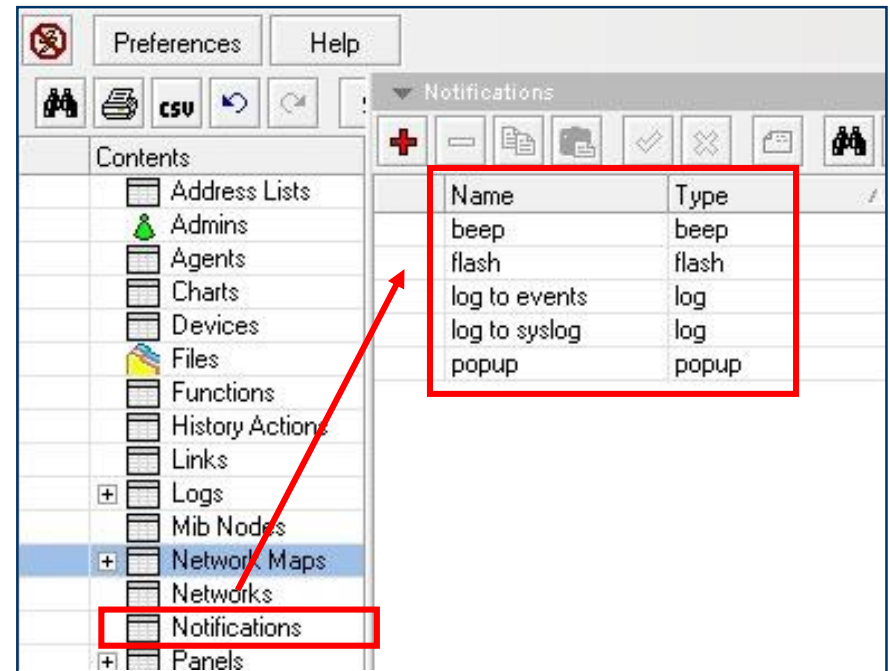 Preferences
Help
csv
Notifications
Contents
Address Lists
Admins
Agents
Charts
Devices
Files
Functions
History Actions
Links
Logs
Mib Nodes
Network Maps
Networks
Notifications
Panels
Name Type
beep beep
flash flash
log to events log
log to syslog log
popup popup